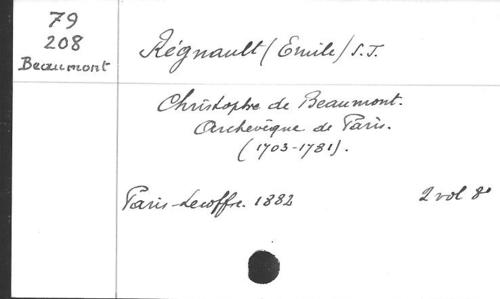 79
208
Beaumont
Régnault (Emile) S.J.
Christophe de Beaumont.
Archevêque de Paris.
(1703-1781).
Paris-Lecoffre. 1882
2 vol 8°